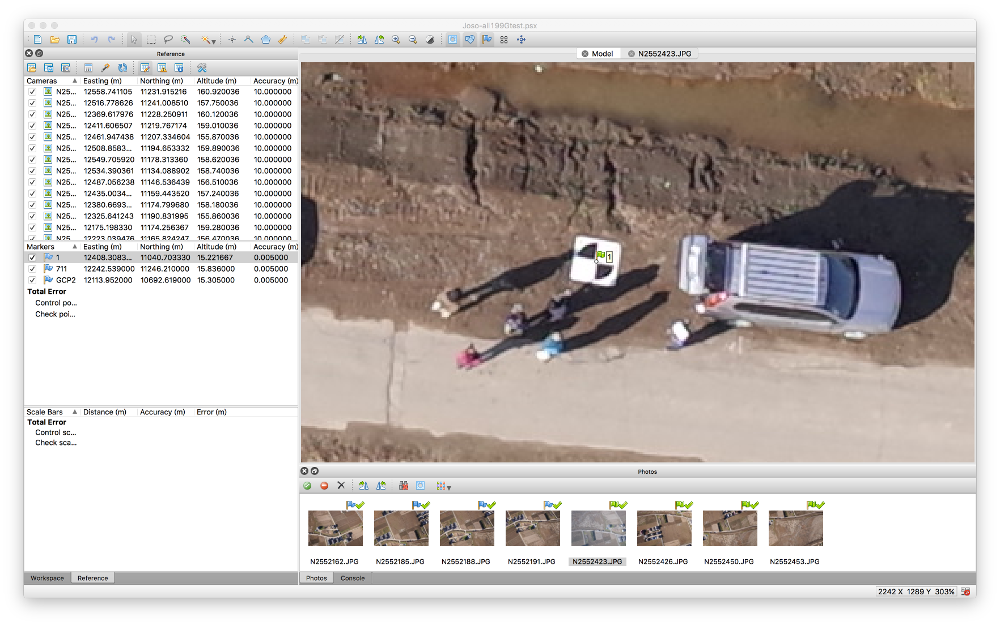 Joso-all199Gtest.psx
Reference
Model
N2552423.JPG
Cameras Easting (m) Northing (m) Altitude (m) Accuracy (m)
N25... 12558.741105 11231.915216 160.920036 10.000000
N25... 12516.778626 11241.008510 157.750036 10.000000
N25... 12369.617976 11228.250911 160.120036 10.000000
N25... 12411.606507 11219.767174 159.010036 10.000000
N25... 12461.947438 11207.334604 155.870036 10.000000
N25... 12508.8583... 11194.653332 159.890036 10.000000
N25... 12549.705920 11178.313360 158.620036 10.000000
N25... 12534.390361 11134.088902 158.740036 10.000000
N25... 12487.056238 11146.536439 156.510036 10.000000
N25... 12435.0034... 11159.443520 157.240036 10.000000
N25... 12380.6693... 11174.799680 158.180036 10.000000
N25... 12325.641243 11190.831995 155.860036 10.000000
N25... 12175.198330 11174.256367 159.280036 10.000000
N25... 12223.039476 11165.824247 156.470036 10.000000
Markers Easting (m) Northing (m) Altitude (m) Accuracy (m)
1 12408.3083... 11040.703330 15.221667 0.005000
711 12242.539000 11246.210000 15.836000 0.005000
GCP2 12113.952000 10692.619000 15.305000 0.005000
Total Error
Control po...
Check poi...
1
Scale Bars Distance (m) Accuracy (m) Error (m)
Total Error
Control sc...
Check sca...
Photos
N2552162.JPG N2552185.JPG N2552188.JPG N2552191.JPG N2552423.JPG N2552426.JPG N2552450.JPG N2552453.JPG
Workspace Reference
Photos Console
2242 X 1289 Y 303%